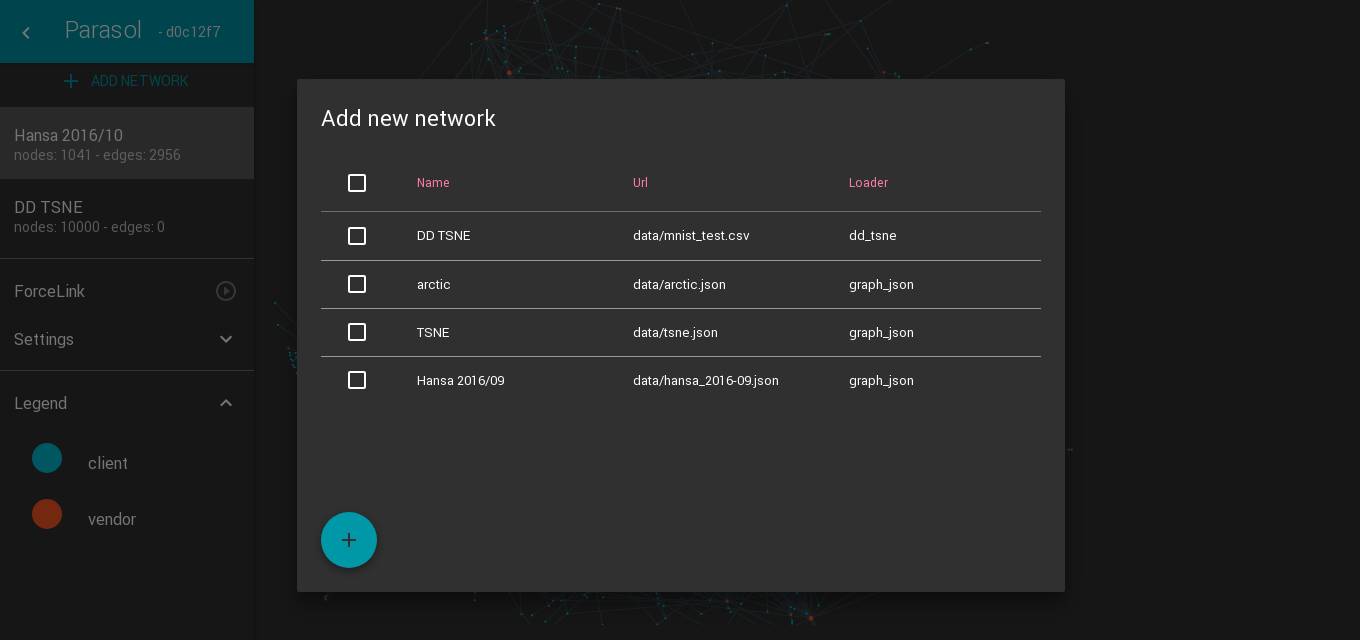 Parasol - d0c12f7
ADD NETWORK
Hansa 2016/10
nodes: 1041 - edges: 2956
DD TSNE
nodes: 10000 - edges: 0
ForceLink
Settings
Legend
client
vendor
Add new network
Name Url Loader
DD TSNE data/mnist_test.csv dd_tsne
arctic data/arctic.json graph_json
TSNE data/tsne.json graph_json
Hansa 2016/09 data/hansa_2016-09.json graph_json